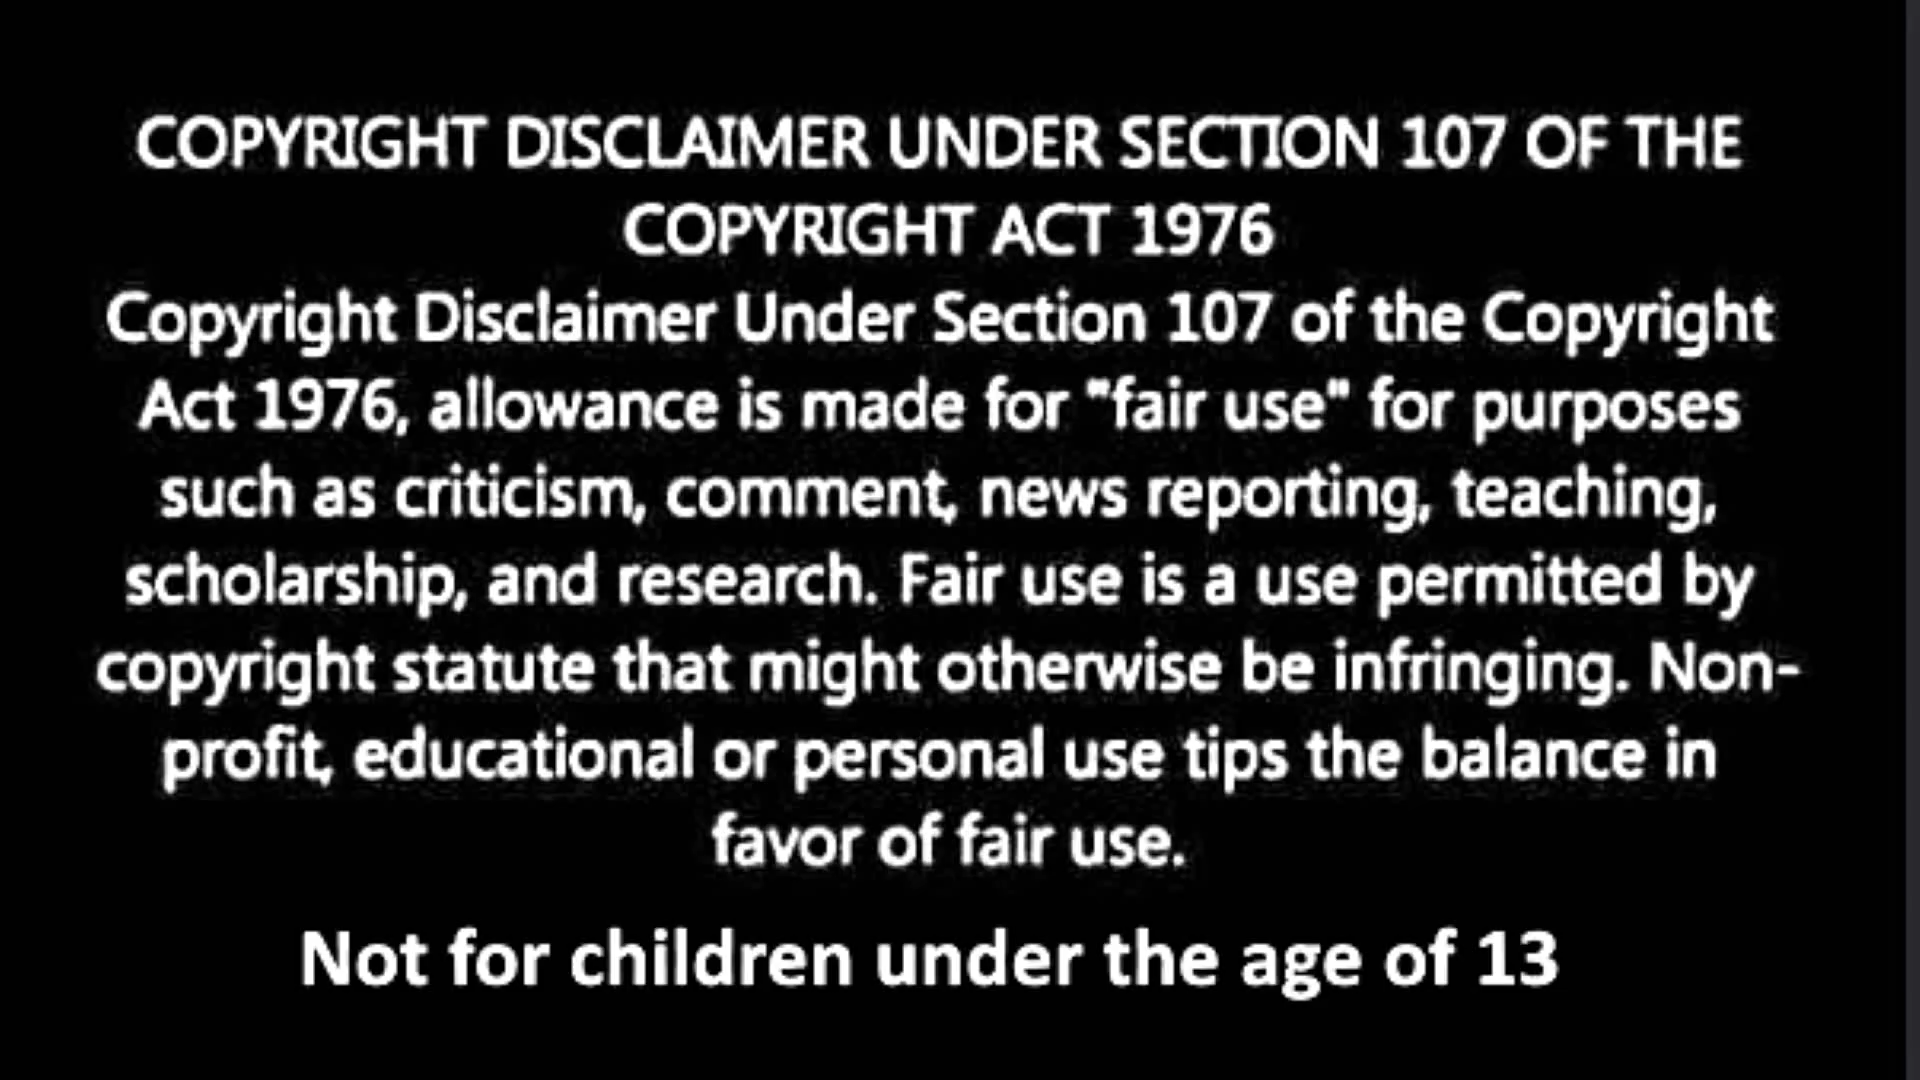 COPYRIGHT DISCLAIMER UNDER SECTION 107 OF THE
COPYRIGHT ACT 1976
Copyright Disclaimer Under Section 107 of the Copyright
Act 1976, allowance is made for "fair use" for purposes
such as criticism, comment, news reporting, teaching,
scholarship, and research. Fair use is a use permitted by
copyright statute that might otherwise be infringing. Non-
profit, educational or personal use tips the balance in
favor of fair use.
Not for children under the age of 13